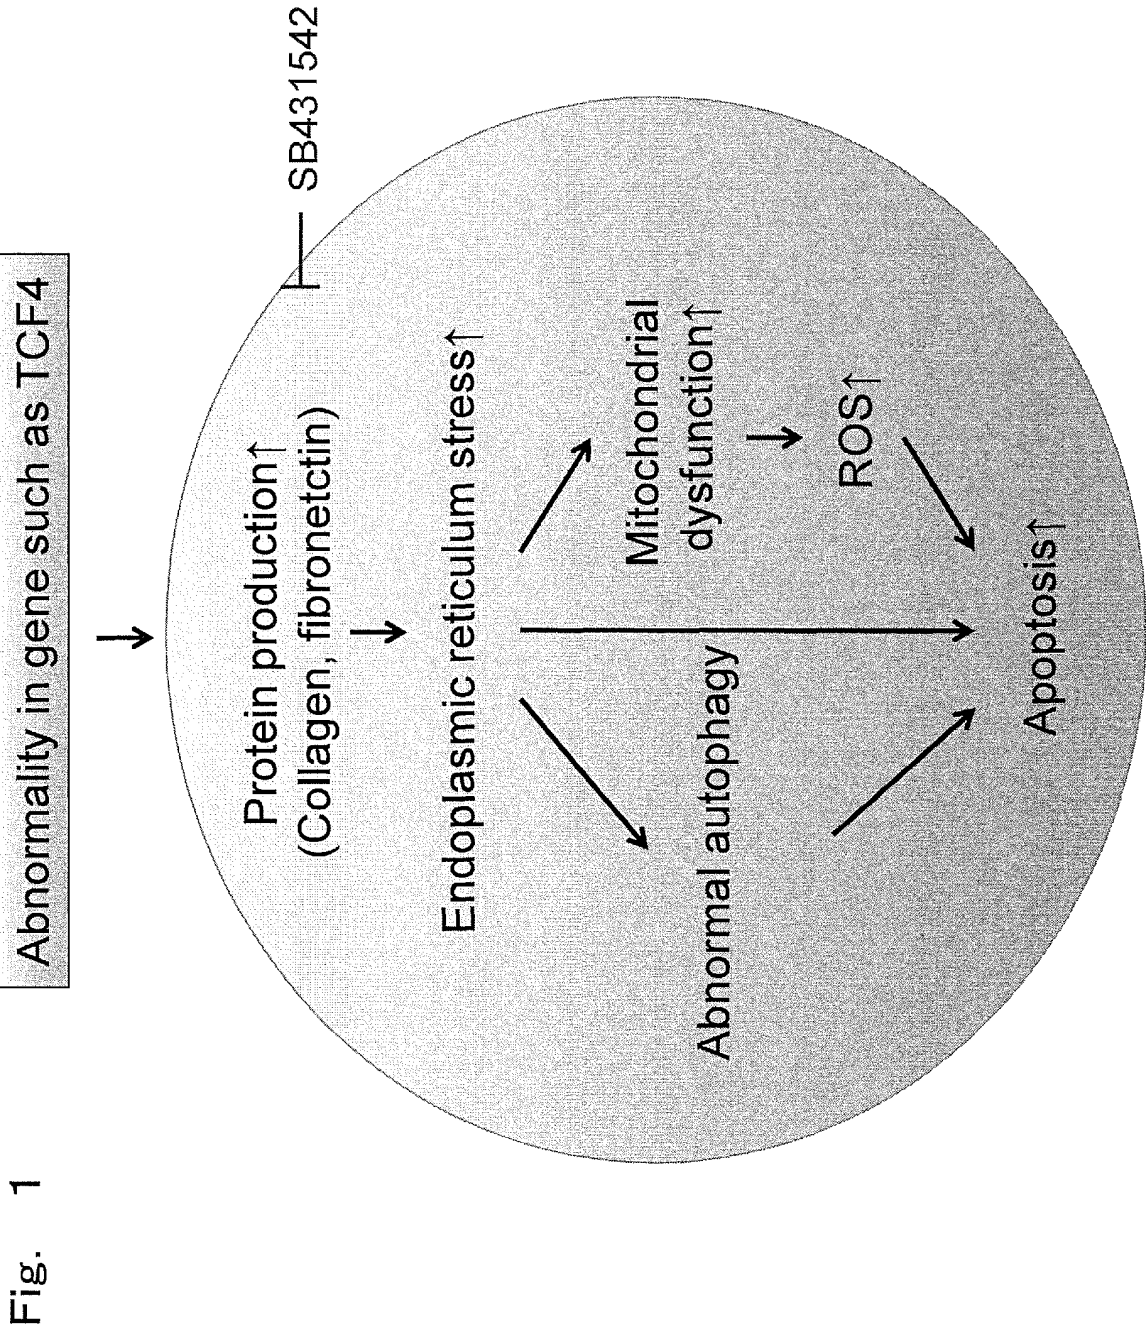 Fig. 1
Abnormality in gene such as TCF4
SB431542
Protein production↑
(Collagen, fibronetctin)
Endoplasmic reticulum stress↑
Mitochondrial
dysfunction↑
Abnormal autophagy
ROS↑
Apoptosis↑